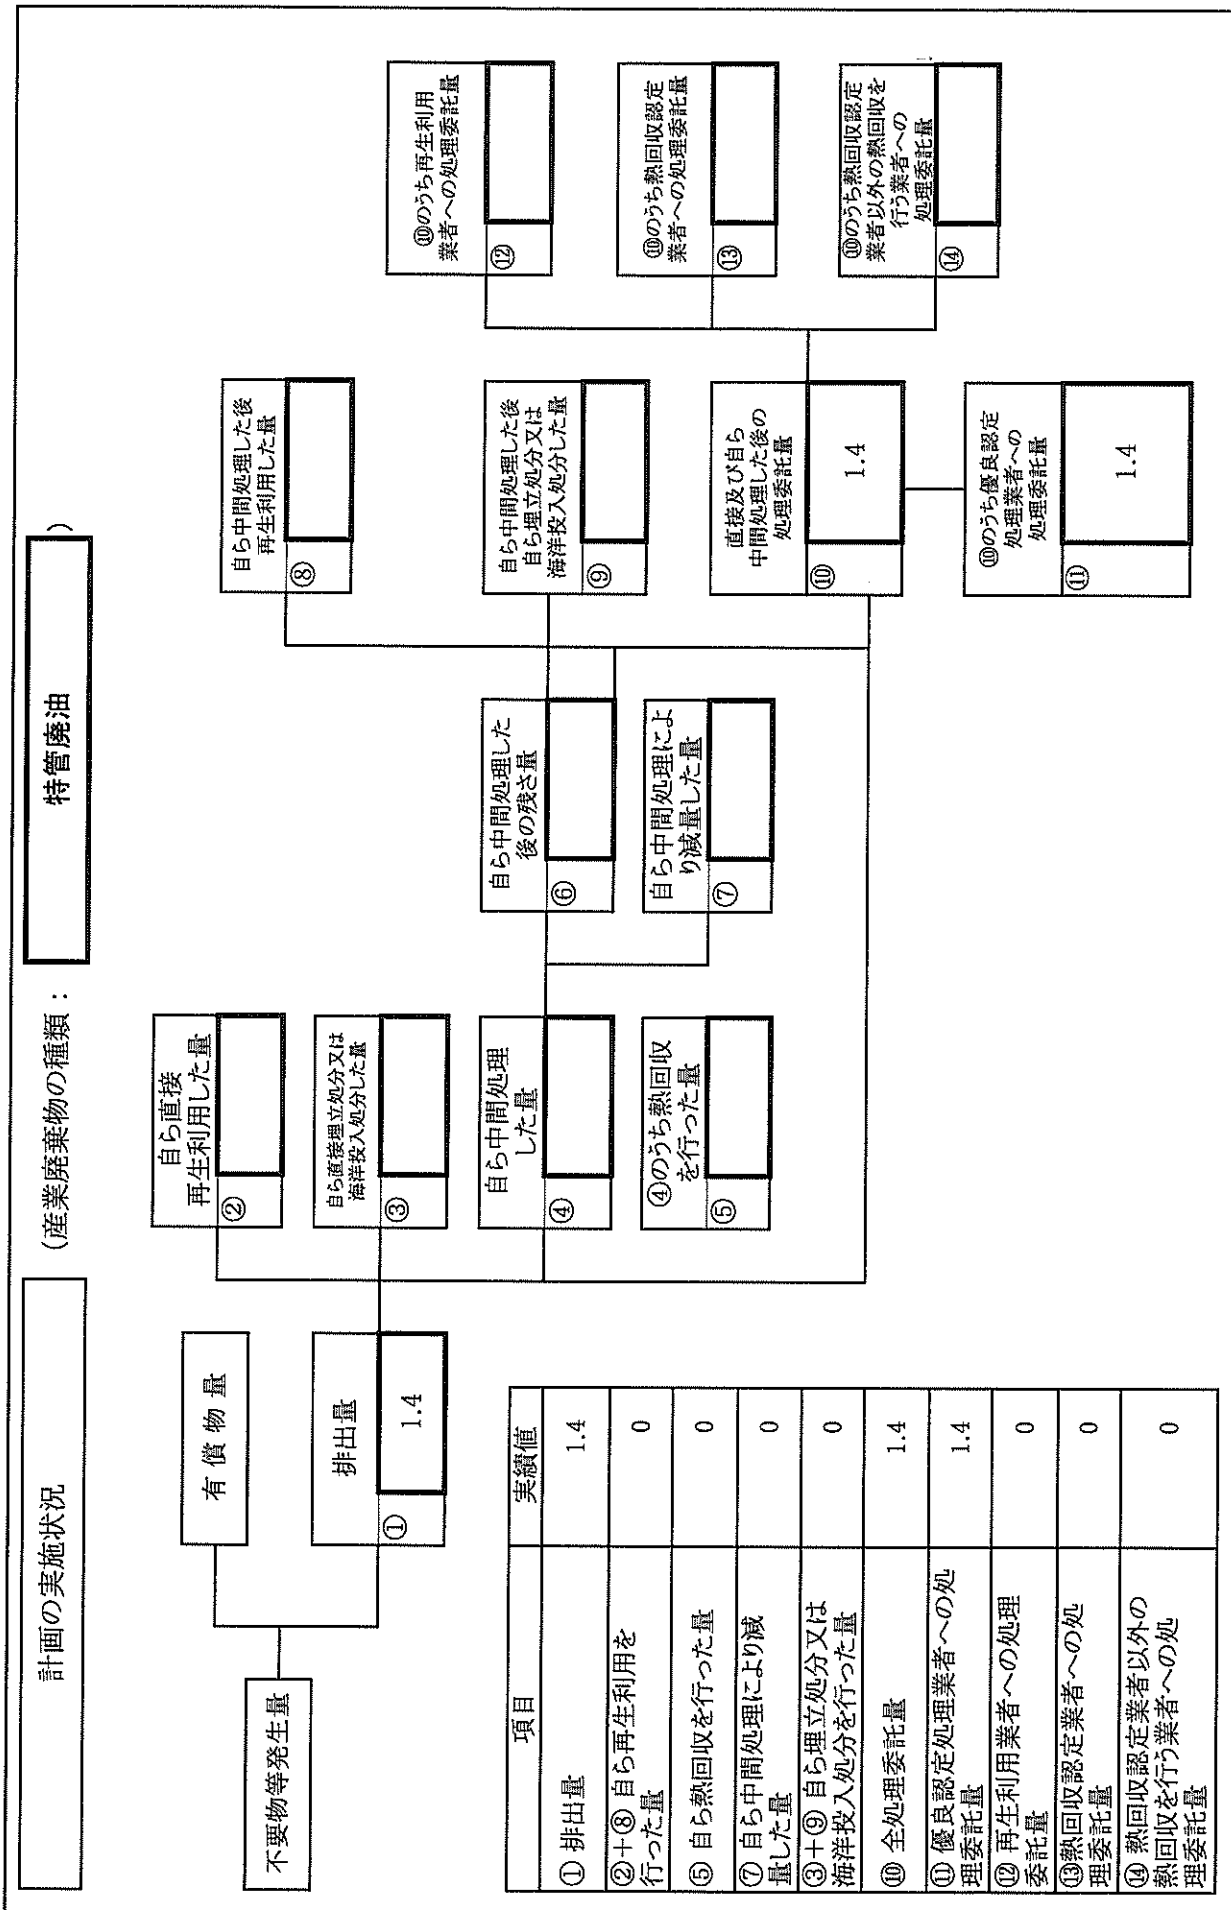 計画の実施状況
(産業廃棄物の種類：
特管廃油
)
不要物等発生量
有 償 物 量
排出量
①
1.4
自ら直接
再生利用した量
②
自ら直接埋立処分又は
海洋投入処分した量
③
自ら中間処理
した量
④
④のうち熱回収
を行った量
⑤
自ら中間処理した
後の残さ量
⑥
自ら中間処理によ
り減量した量
⑦
自ら中間処理した後
再生利用した量
⑧
自ら中間処理した後
自ら埋立処分又は
海洋投入処分した量
⑨
直接及び自ら
中間処理した後の
処理委託量
⑩
1.4
⑩のうち優良認定
処理業者への
処理委託量
⑪
1.4
⑩のうち再生利用
業者への処理委託量
⑫
⑩のうち熱回収認定
業者への処理委託量
⑬
⑩のうち熱回収認定
業者以外の熱回収を
行う業者への
処理委託量
⑭
項目
実績値
① 排出量
1.4
②＋⑧ 自ら再生利用を
行った量
0
⑤ 自ら熱回収を行った量
0
⑦ 自ら中間処理により減
量した量
0
③＋⑨ 自ら埋立処分又は
海洋投入処分を行った量
0
⑩ 全処理委託量
1.4
⑪ 優良認定処理業者への処
理委託量
1.4
⑫ 再生利用業者への処理
委託量
0
⑬熱回収認定業者への処
理委託量
0
⑭ 熱回収認定業者以外の
熱回収を行う業者への処
理委託量
0